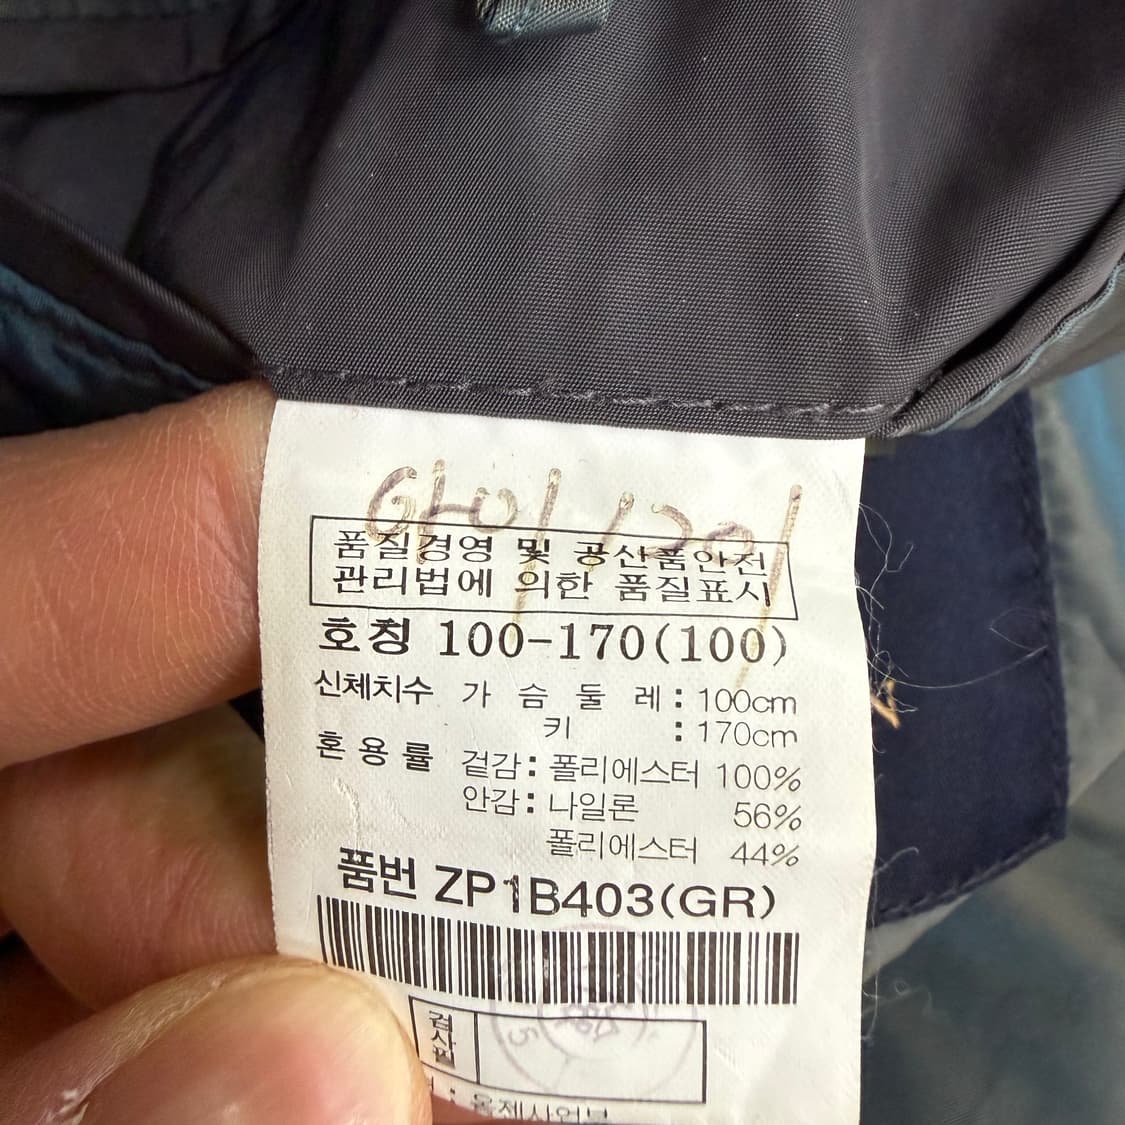 품질경영 및 공산품안전
관리법에 의한 품질표시
호칭 100-170(100)
신체치수 가 슴 둘 레 : 100cm
키 : 170cm
혼 용 률 겉감 : 폴리에스터 100%
안감 : 나일론 56%
폴리에스터 44%
품번 ZP1B403(GR)
검사필